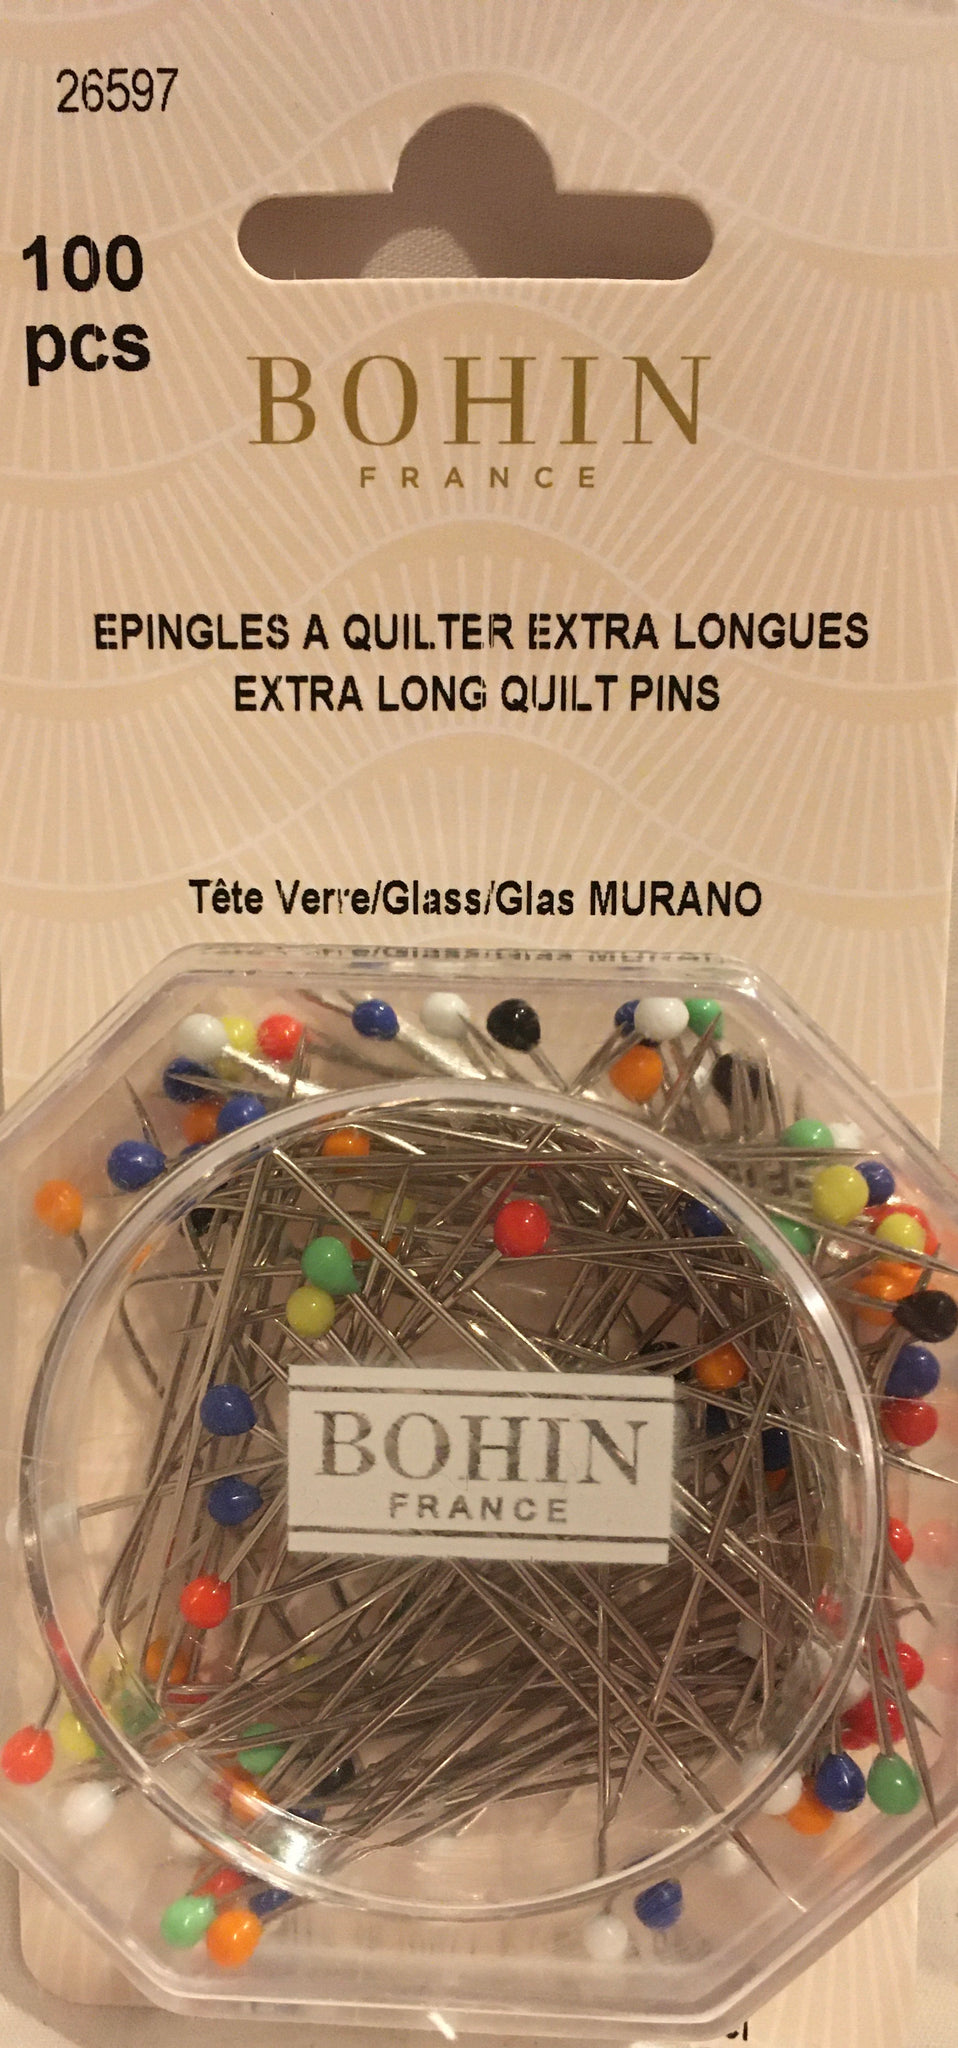 26597
100
pcs
BOHIN
FRANCE
EPINGLES A QUILTER EXTRA LONGUES
EXTRA LONG QUILT PINS
Tête Verre/Glass/Glas MURANO
BOHIN
FRANCE